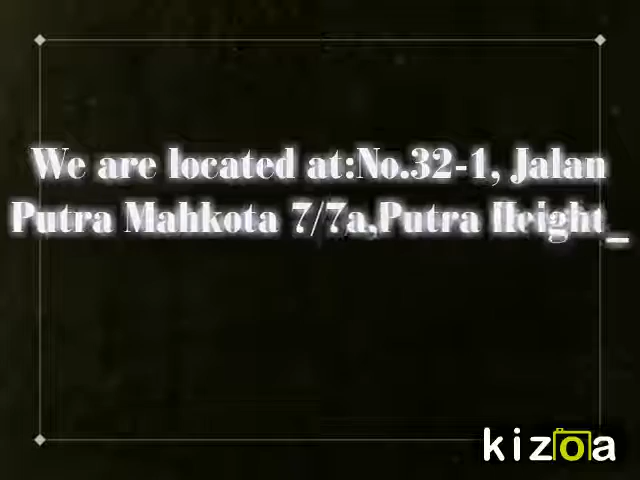 We are located at:No.32-1, Jalan
Putra Mahkota 7/7a,Putra Height_
kizoa